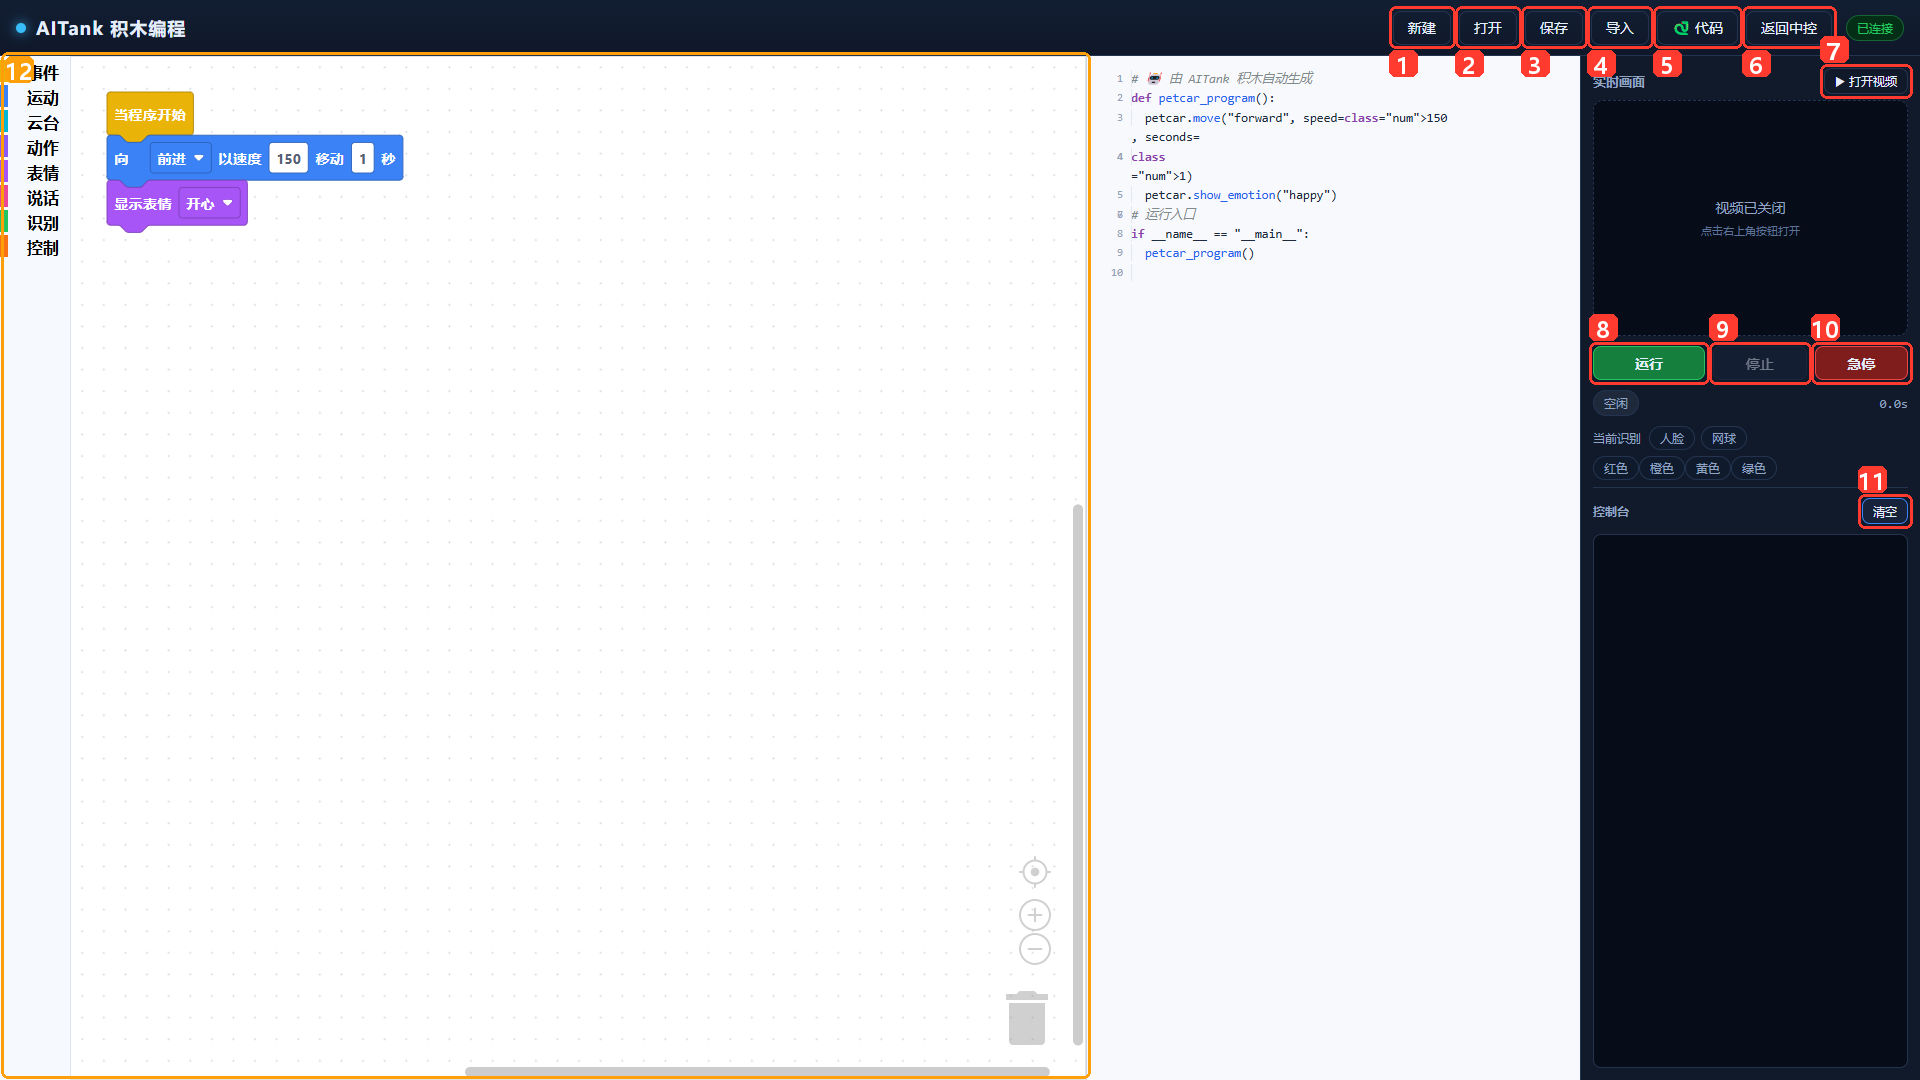 AITank 积木编程
新建
打开
保存
导入
代码
返回中控
已连接
1
2
3
4
5
6
7
12
事件
运动
云台
动作
表情
说话
识别
控制
当程序开始
向 前进 以速度 150 移动 1 秒
显示表情 开心
1 # 由 AITank 积木自动生成
2 def petcar_program():
3 petcar.move("forward", speed=class="num">150
, seconds=
4 class
="num">1)
5 petcar.show_emotion("happy")
# 运行入口
8 if __name__ == "__main__":
9 petcar_program()
10
实时画面
打开视频
视频已关闭
点击右上角按钮打开
8
9
10
运行
停止
急停
空闲
0.0s
当前识别 人脸 网球
红色 橙色 黄色 绿色
11
控制台
清空